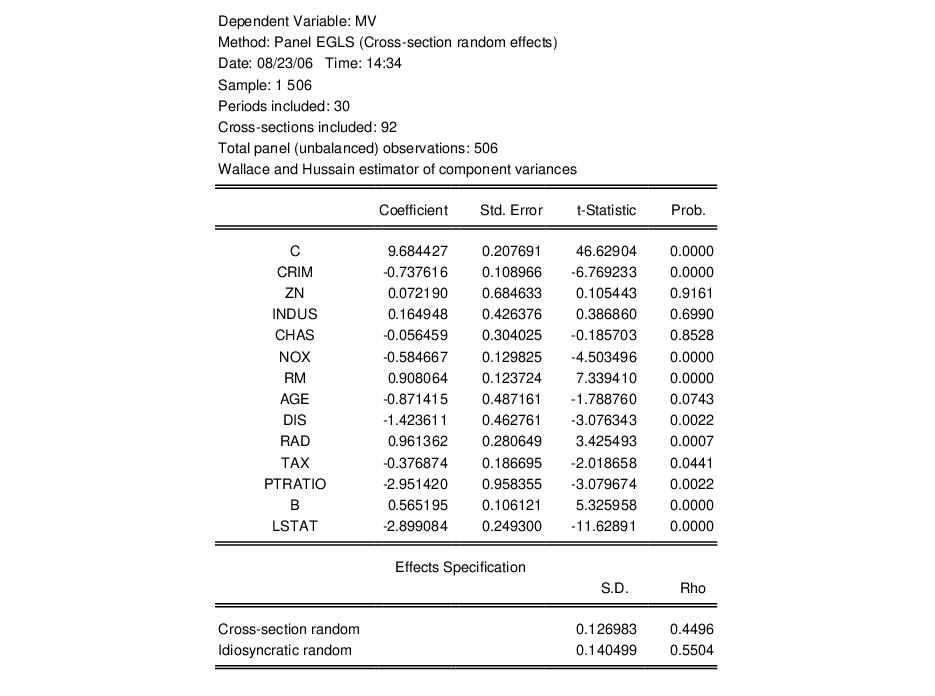 Dependent Variable: MV
Method: Panel EGLS (Cross-section random effects)
Date: 08/23/06 Time: 14:34
Sample: 1 506
Periods included: 30
Cross-sections included: 92
Total panel (unbalanced) observations: 506
Wallace and Hussain estimator of component variances
Coefficient Std. Error t-Statistic Prob.
C 9.684427 0.207691 46.62904 0.0000
CRIM -0.737616 0.108966 -6.769233 0.0000
ZN 0.072190 0.684633 0.105443 0.9161
INDUS 0.164948 0.426376 0.386860 0.6990
CHAS -0.056459 0.304025 -0.185703 0.8528
NOX -0.584667 0.129825 -4.503496 0.0000
RM 0.908064 0.123724 7.339410 0.0000
AGE -0.871415 0.487161 -1.788760 0.0743
DIS -1.423611 0.462761 -3.076343 0.0022
RAD 0.961362 0.280649 3.425493 0.0007
TAX -0.376874 0.186695 -2.018658 0.0441
PTRATIO -2.951420 0.958355 -3.079674 0.0022
B 0.565195 0.106121 5.325958 0.0000
LSTAT -2.899084 0.249300 -11.62891 0.0000
Effects Specification
S.D. Rho
Cross-section random 0.126983 0.4496
Idiosyncratic random 0.140499 0.5504